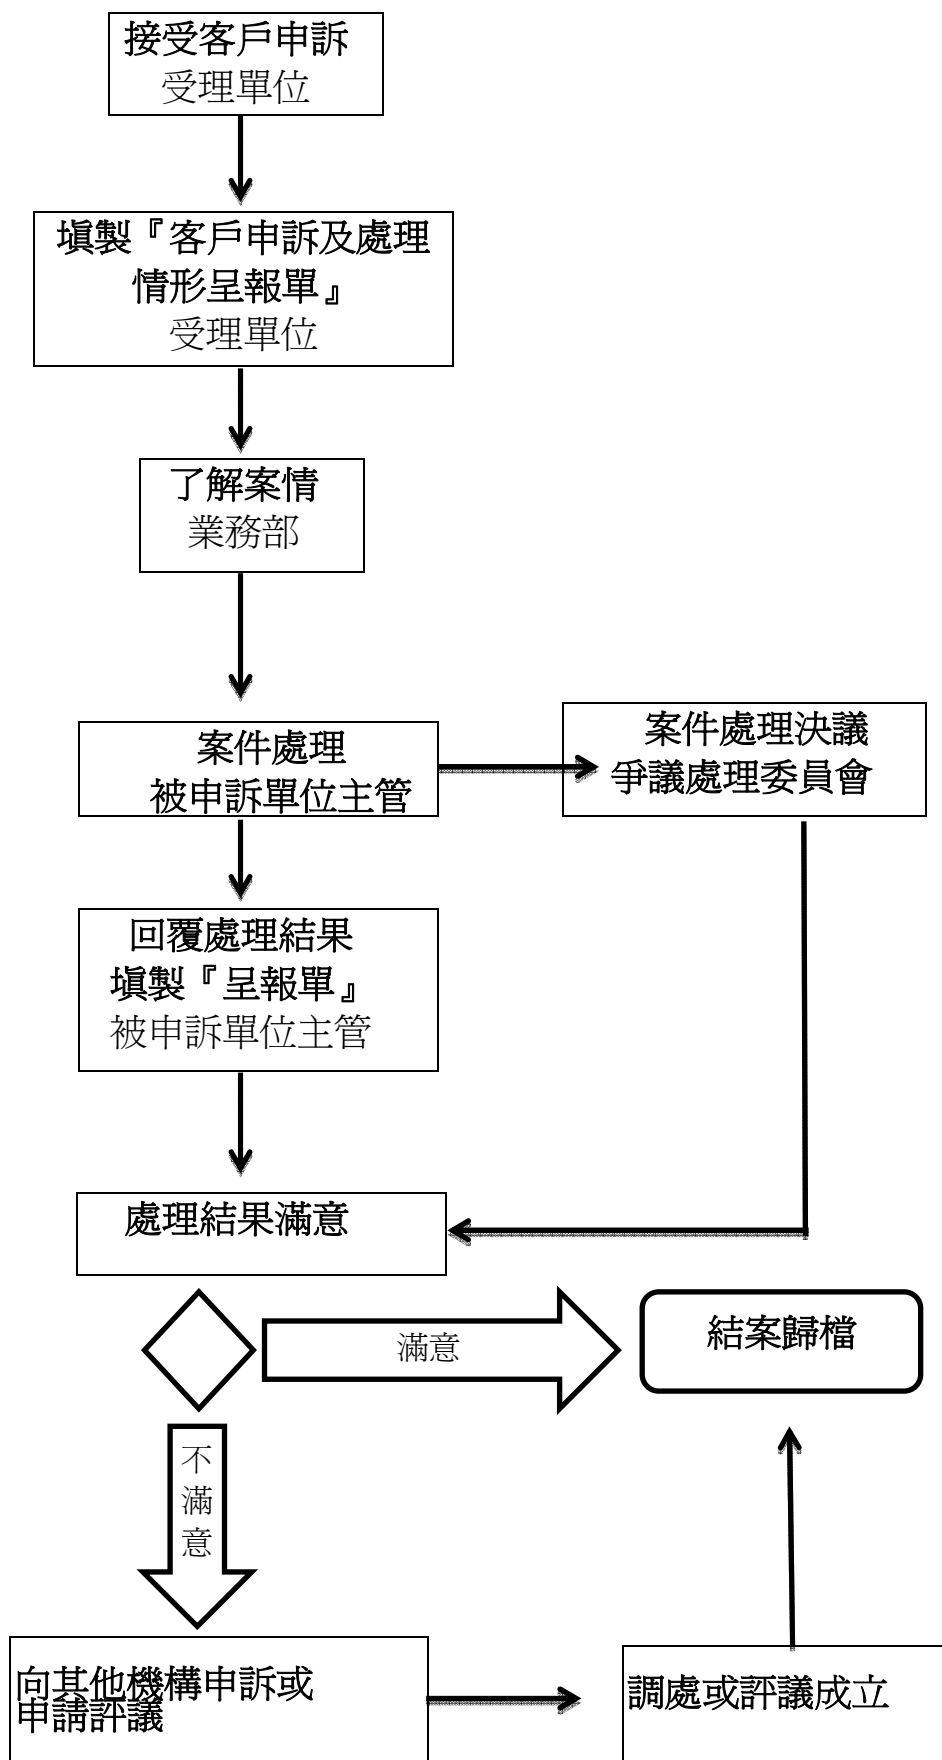 接受客戶申訴
受理單位
填製『客戶申訴及處理
情形呈報單』
受理單位
了解案情
業務部
案件處理
被申訴單位主管
案件處理決議
爭議處理委員會
回覆處理結果
填製『呈報單』
被申訴單位主管
處理結果滿意
滿意
結案歸檔
不
滿
意
向其他機構申訴或
申請評議
調處或評議成立